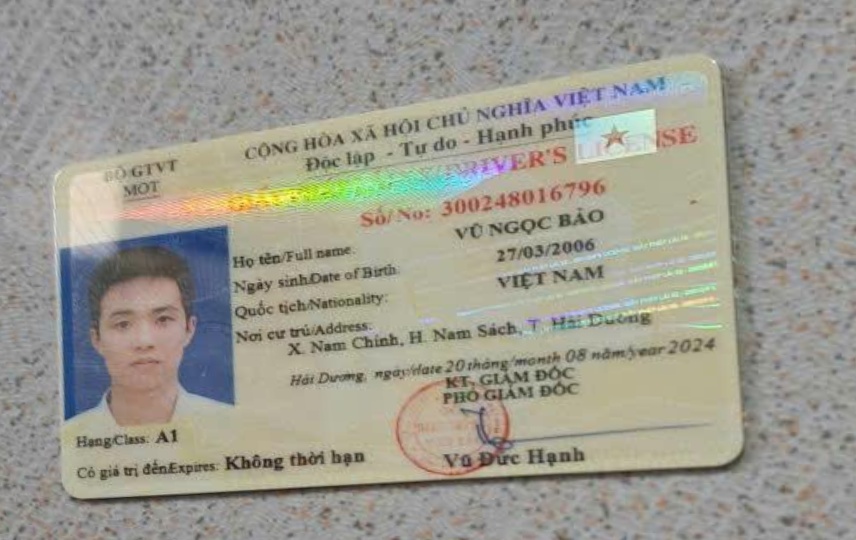 BỘ GTVT
MOT
CỘNG HÒA XÃ HỘI CHỦ NGHĨA VIỆT NAM
Độc lập - Tự do - Hạnh phúc
DRIVER'S LICENSE
Số/No: 300248016796
Họ tên/Full name:
VŨ NGỌC BẢO
Ngày sinh/Date of Birth:
27/03/2006
Quốc tịch/Nationality:
VIỆT NAM
Nơi cư trú/Address:
X. Nam Chính, H. Nam Sách, T. Hải Dương
Hải Dương, ngày/date 20 tháng/month 08 năm/year 2024
KT, GIÁM ĐỐC
PHÓ GIÁM ĐỐC
Hạng/Class: A1
Có giá trị đến/Expires: Không thời hạn
Vũ Đức Hạnh